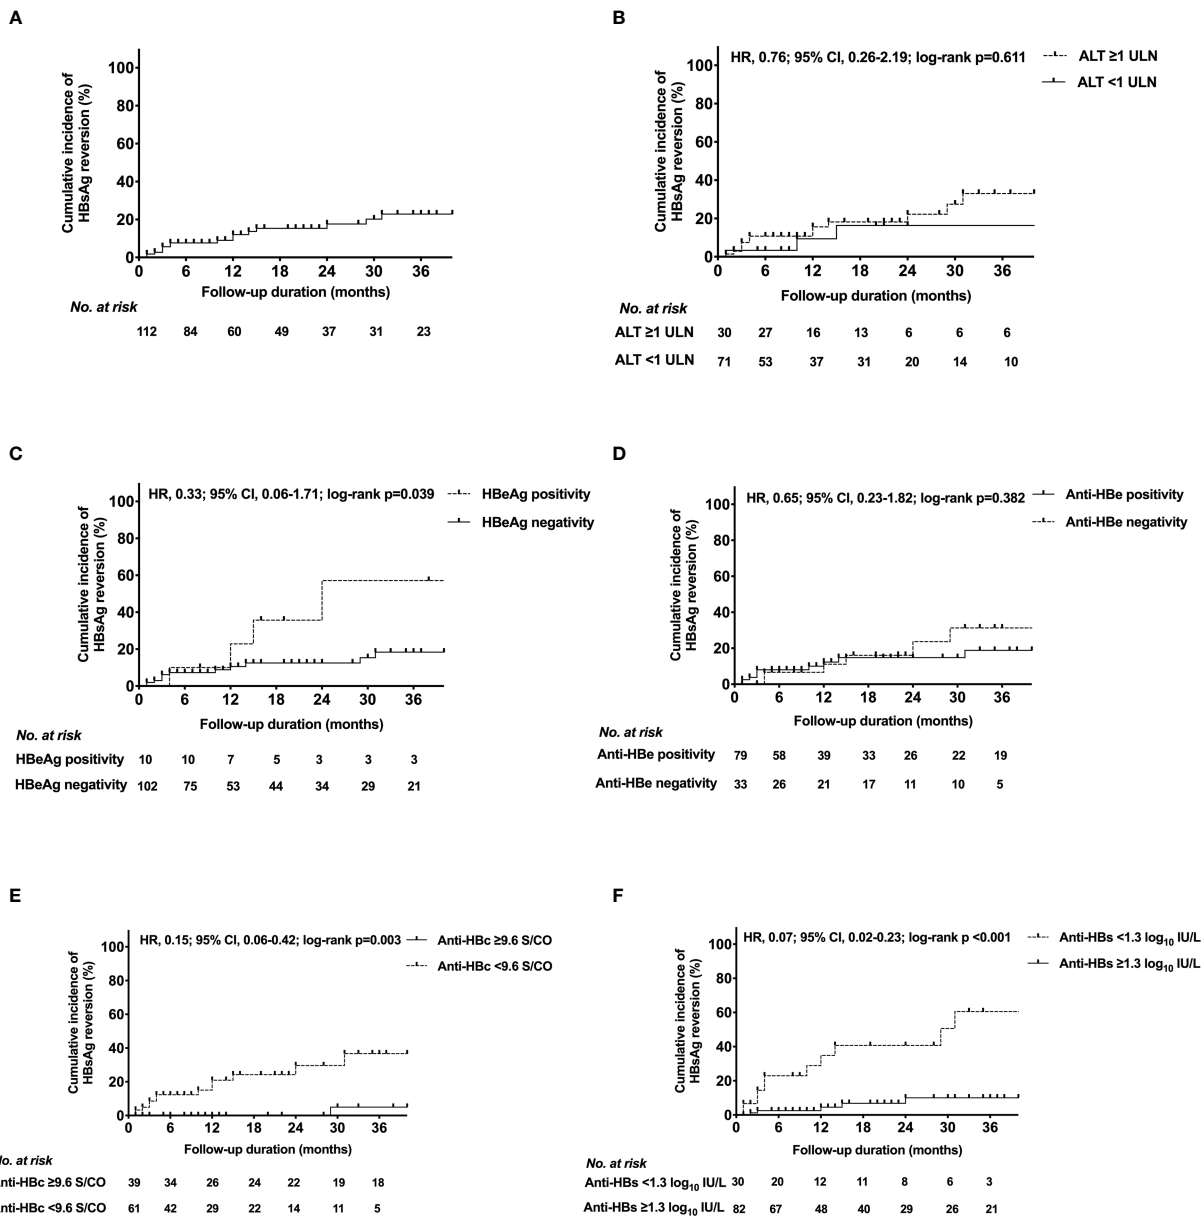 A
Cumulative incidence of
HBsAg reversion (%)
100
80
60
40
20
0
0 6 12 18 24 30 36
Follow-up duration (months)
No. at risk
112 84 60 49 37 31 23
B
HR, 0.76; 95% CI, 0.26-2.19; log-rank p=0.611
ALT ≥1 ULN
ALT <1 ULN
Cumulative incidence of
HBsAg reversion (%)
100
80
60
40
20
0
0 6 12 18 24 30 36
Follow-up duration (months)
No. at risk
ALT ≥1 ULN 30 27 16 13 6 6 6
ALT <1 ULN 71 53 37 31 20 14 10
C
HR, 0.33; 95% CI, 0.06-1.71; log-rank p=0.039
HBeAg positivity
HBeAg negativity
Cumulative incidence of
HBsAg reversion (%)
100
80
60
40
20
0
0 6 12 18 24 30 36
Follow-up duration (months)
No. at risk
HBeAg positivity 10 10 7 5 3 3 3
HBeAg negativity 102 75 53 44 34 29 21
D
HR, 0.65; 95% CI, 0.23-1.82; log-rank p=0.382
Anti-HBe positivity
Anti-HBe negativity
Cumulative incidence of
HBsAg reversion (%)
100
80
60
40
20
0
0 6 12 18 24 30 36
Follow-up duration (months)
No. at risk
Anti-HBe positivity 79 58 39 33 26 22 19
Anti-HBe negativity 33 26 21 17 11 10 5
E
HR, 0.15; 95% CI, 0.06-0.42; log-rank p=0.003
Anti-HBc ≥9.6 S/CO
Anti-HBc <9.6 S/CO
Cumulative incidence of
HBsAg reversion (%)
100
80
60
40
20
0
0 6 12 18 24 30 36
Follow-up duration (months)
No. at risk
nti-HBc ≥9.6 S/CO 39 34 26 24 22 19 18
nti-HBc <9.6 S/CO 61 42 29 22 14 11 5
F
HR, 0.07; 95% CI, 0.02-0.23; log-rank p <0.001
Anti-HBs <1.3 log10 IU/L
Anti-HBs ≥1.3 log10 IU/L
Cumulative incidence of
HBsAg reversion (%)
100
80
60
40
20
0
0 6 12 18 24 30 36
Follow-up duration (months)
No. at risk
Anti-HBs <1.3 log10 IU/L 30 20 12 11 8 6 3
Anti-HBs ≥1.3 log10 IU/L 82 67 48 40 29 26 21